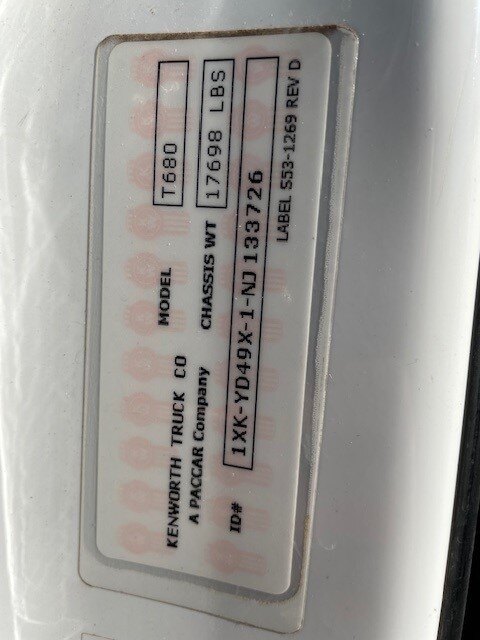 KENWORTH TRUCK CO MODEL T680
A PACCAR Company CHASSIS WT 17698 LBS
ID# 1XK-YD49X-1-NJ133726
LABEL S53-1269 REV D